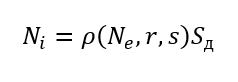 Nᵢ = ρ(Nₑ, r, s)S_д